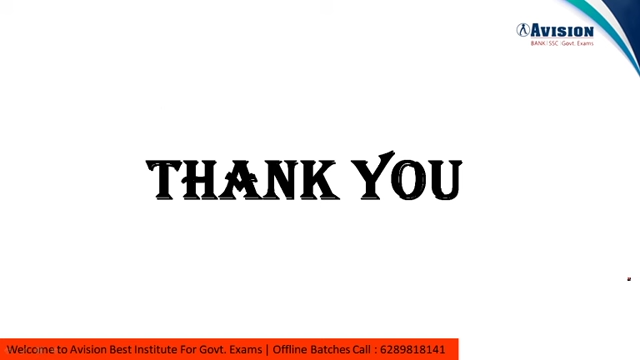 AVISION
BANK|SSC|Govt. Exams
THANK YOU
Welcome to Avision Best Institute For Govt. Exams | Offline Batches Call : 6289818141